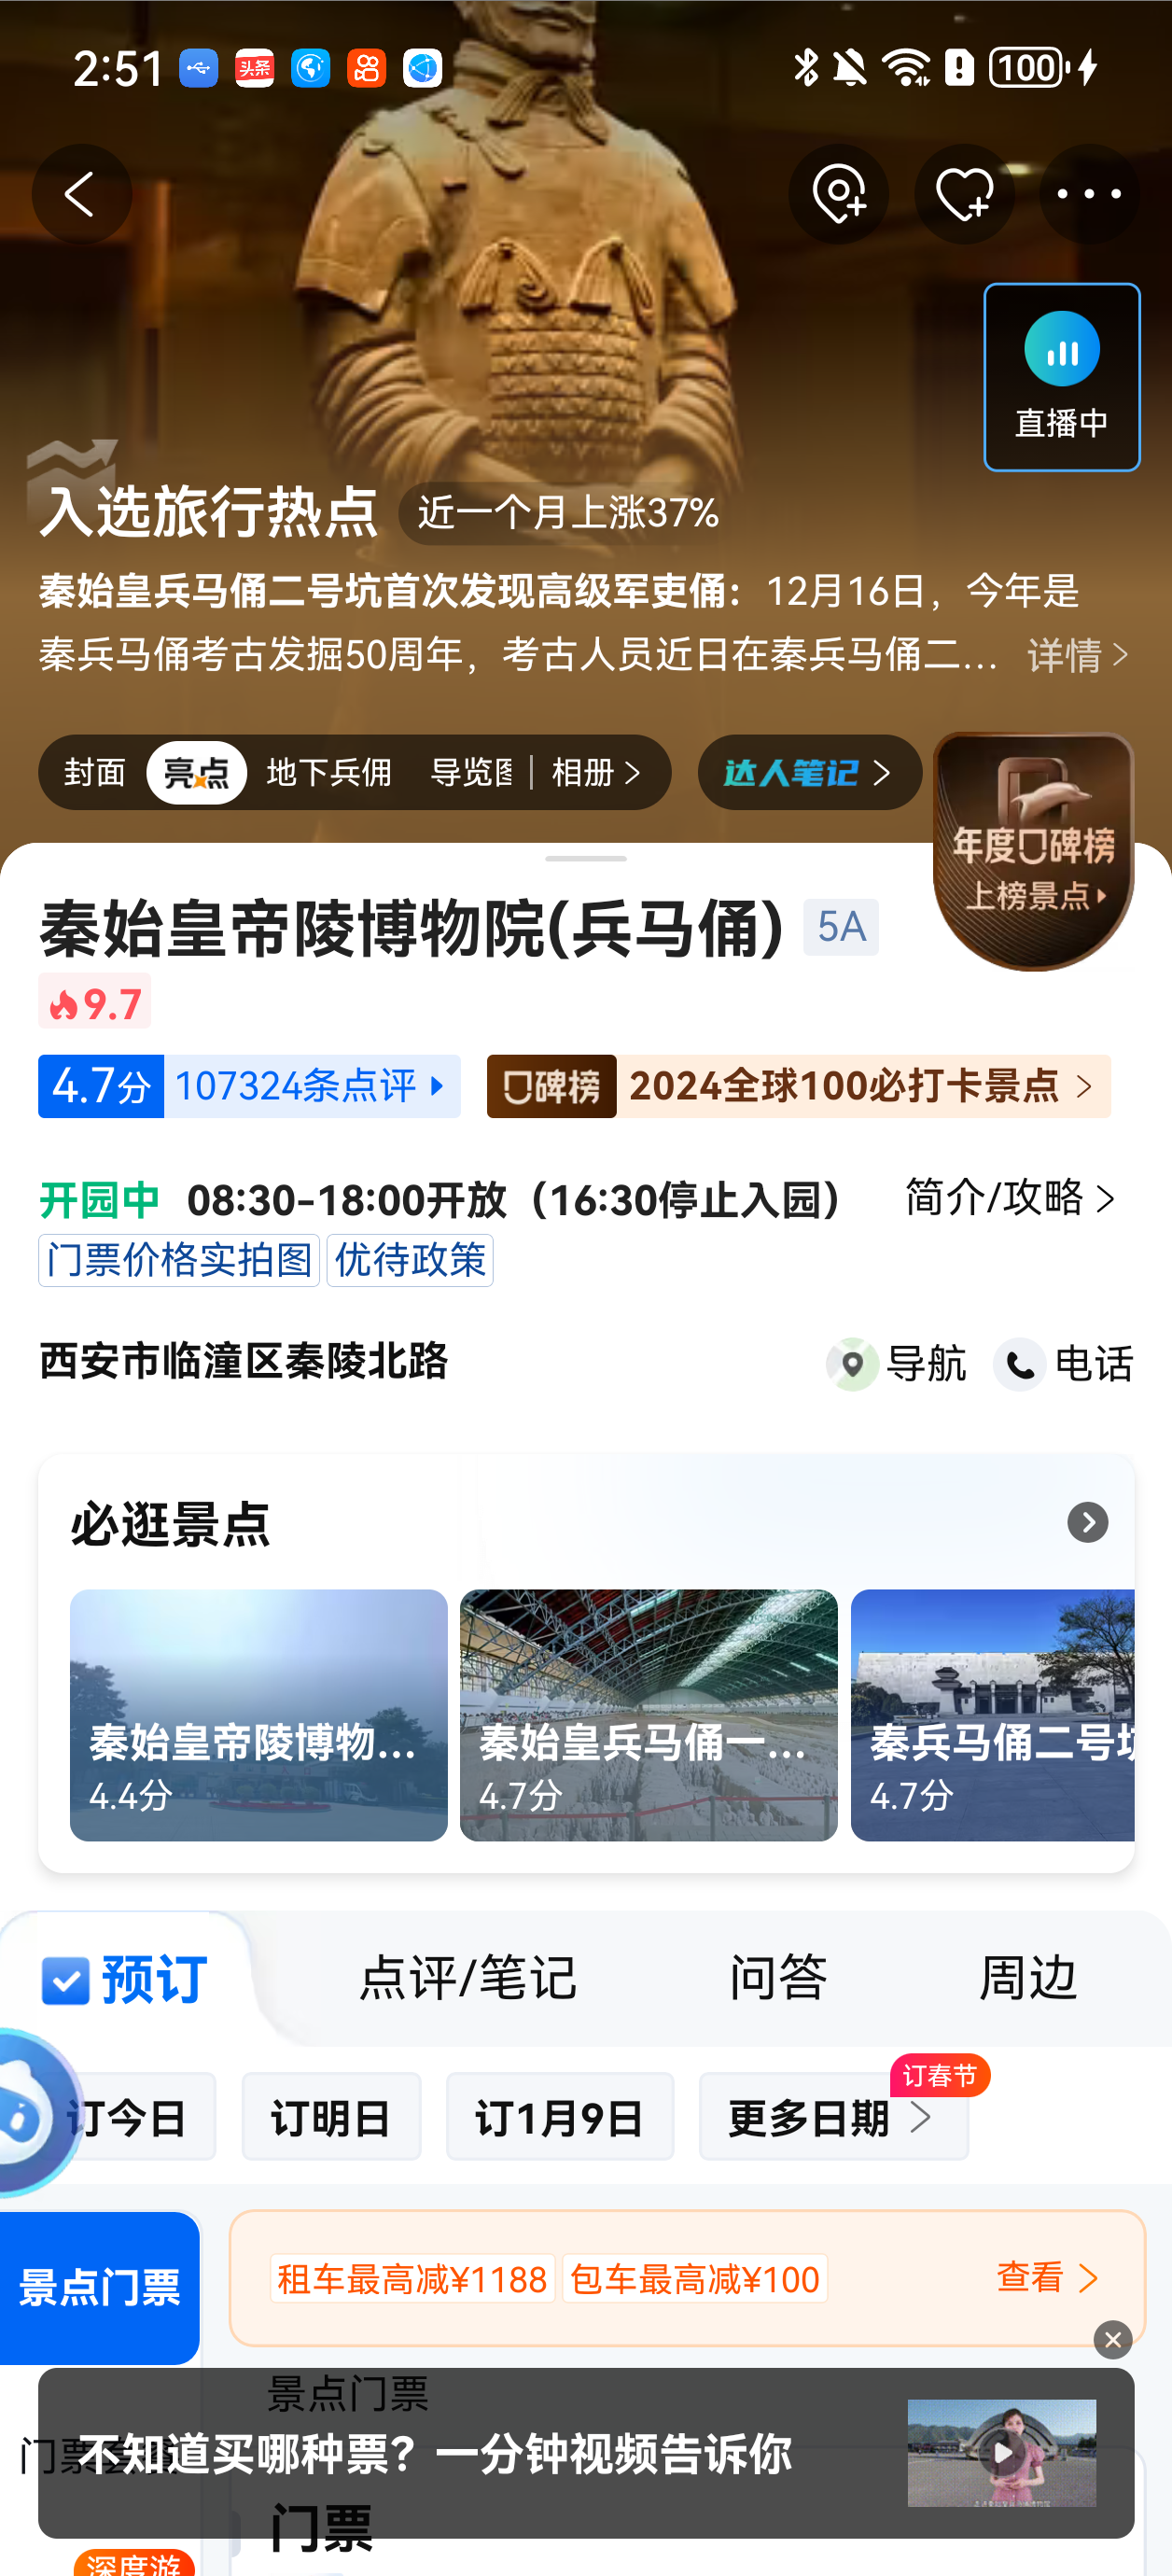 2:51
头条
100
直播中
入选旅行热点 近一个月上涨37%
秦始皇兵马俑二号坑首次发现高级军吏俑：12月16日，今年是
秦兵马俑考古发掘50周年，考古人员近日在秦兵马俑二... 详情
封面 亮点 地下兵俑 导览图 相册 达人笔记
年度口碑榜
上榜景点
秦始皇帝陵博物院(兵马俑) 5A
9.7
4.7分 107324条点评 口碑榜 2024全球100必打卡景点
开园中 08:30-18:00开放（16:30停止入园） 简介/攻略
门票价格实拍图 优待政策
西安市临潼区秦陵北路 导航 电话
必逛景点
秦始皇帝陵博物...
4.4分
秦始皇兵马俑一...
4.7分
秦兵马俑二号坑
4.7分
预订 点评/笔记 问答 周边
订春节
订今日 订明日 订1月9日 更多日期
景点门票
租车最高减¥1188 包车最高减¥100 查看
景点门票
不知道买哪种票？一分钟视频告诉你
门票
深度游